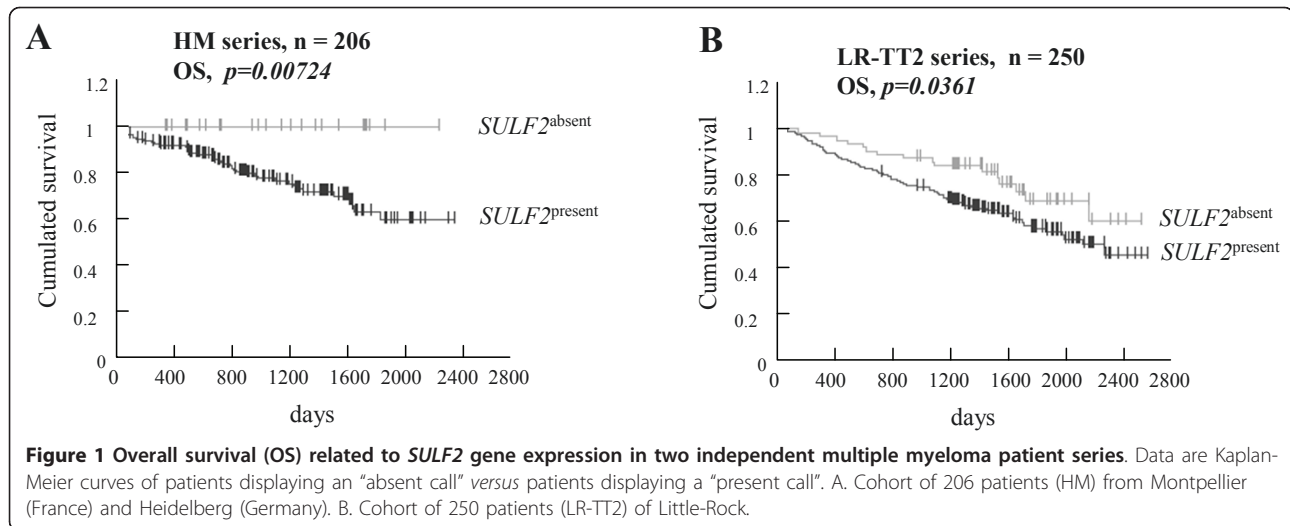 A
HM series, n = 206
OS, p=0.00724
1.2
1
0.8
0.6
0.4
0.2
0
Cumulated survival
SULF2absent
SULF2present
0 400 800 1200 1600 2000 2400 2800
days
B
LR-TT2 series, n = 250
OS, p=0.0361
1.2
1
0.8
0.6
0.4
0.2
0
Cumulated survival
SULF2absent
SULF2present
0 400 800 1200 1600 2000 2400 2800
days
Figure 1 Overall survival (OS) related to SULF2 gene expression in two independent multiple myeloma patient series. Data are Kaplan-
Meier curves of patients displaying an “absent call” versus patients displaying a “present call”. A. Cohort of 206 patients (HM) from Montpellier
(France) and Heidelberg (Germany). B. Cohort of 250 patients (LR-TT2) of Little-Rock.